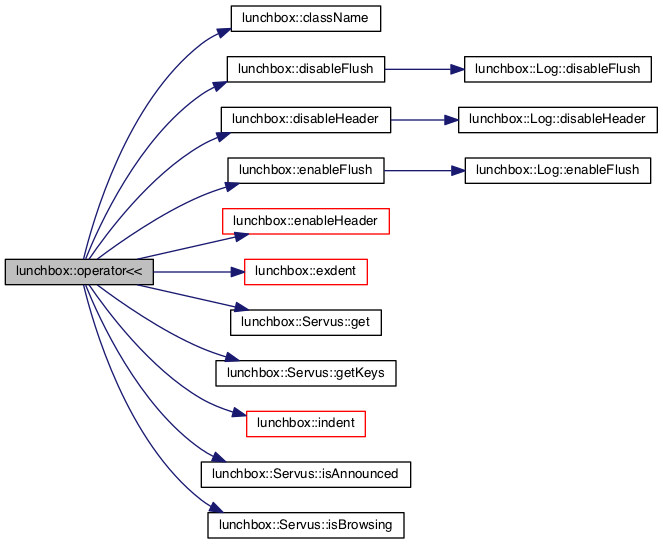 lunchbox::className
lunchbox::disableFlush
lunchbox::Log::disableFlush
lunchbox::disableHeader
lunchbox::Log::disableHeader
lunchbox::enableFlush
lunchbox::Log::enableFlush
lunchbox::enableHeader
lunchbox::operator<<
lunchbox::exdent
lunchbox::Servus::get
lunchbox::Servus::getKeys
lunchbox::indent
lunchbox::Servus::isAnnounced
lunchbox::Servus::isBrowsing